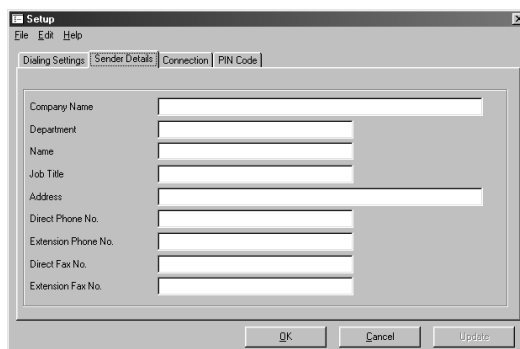 Setup
File Edit Help
Dialing Settings Sender Details Connection PIN Code
Company Name
Department
Name
Job Title
Address
Direct Phone No.
Extension Phone No.
Direct Fax No.
Extension Fax No.
OK Cancel Update